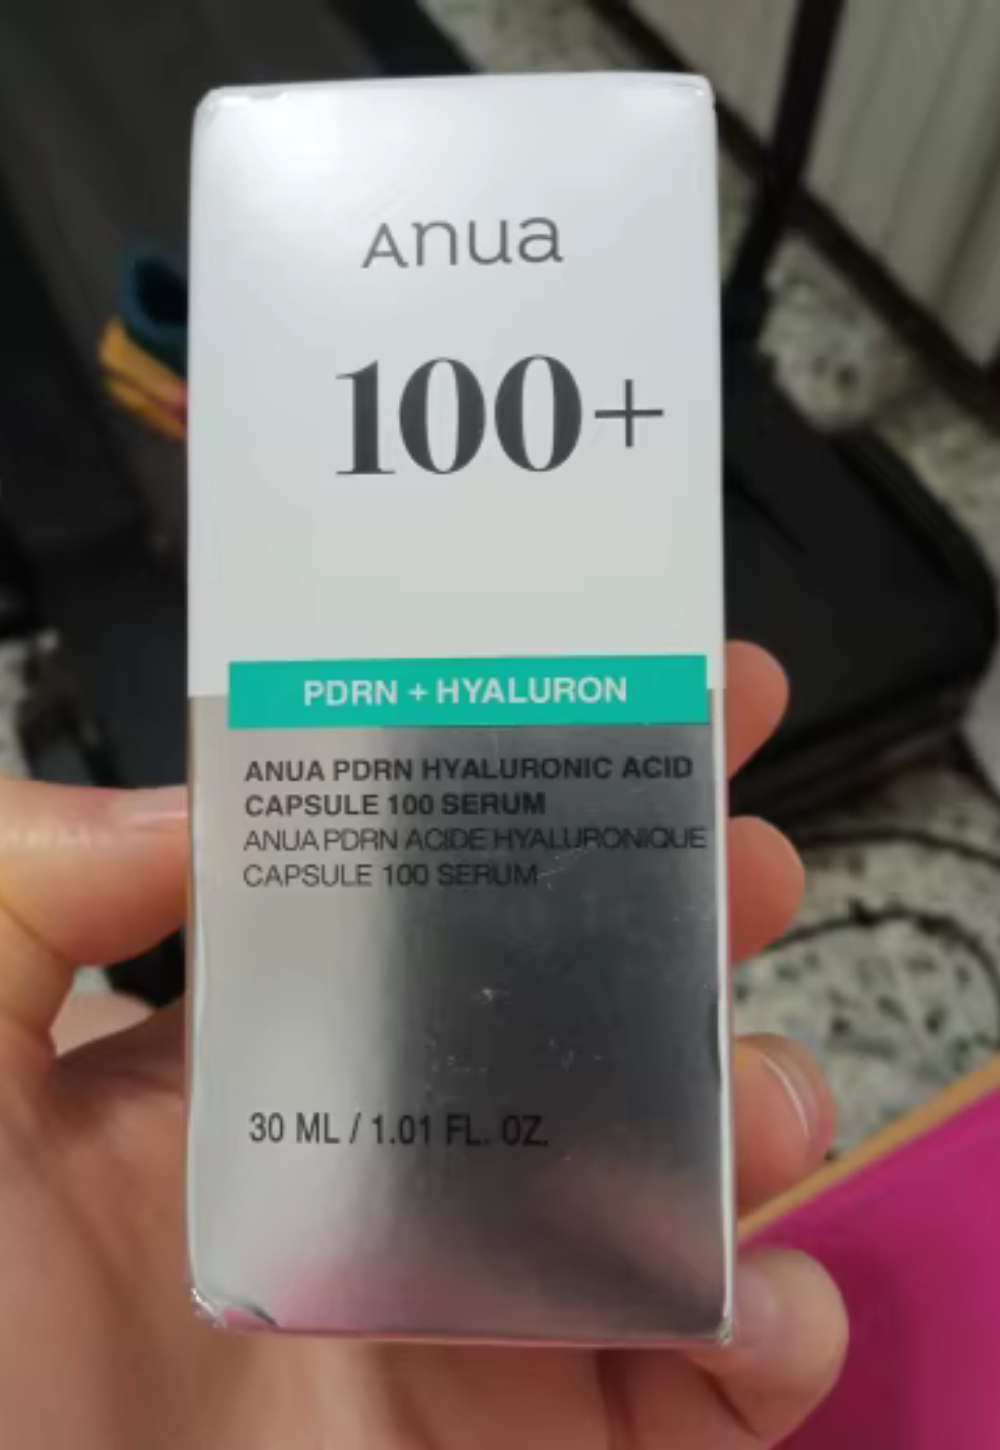 Anua
100+
PDRN + HYALURON
ANUA PDRN HYALURONIC ACID
CAPSULE 100 SERUM
ANUA PDRN ACIDE HYALURONIQUE
CAPSULE 100 SERUM
30 ML / 1.01 FL. OZ.